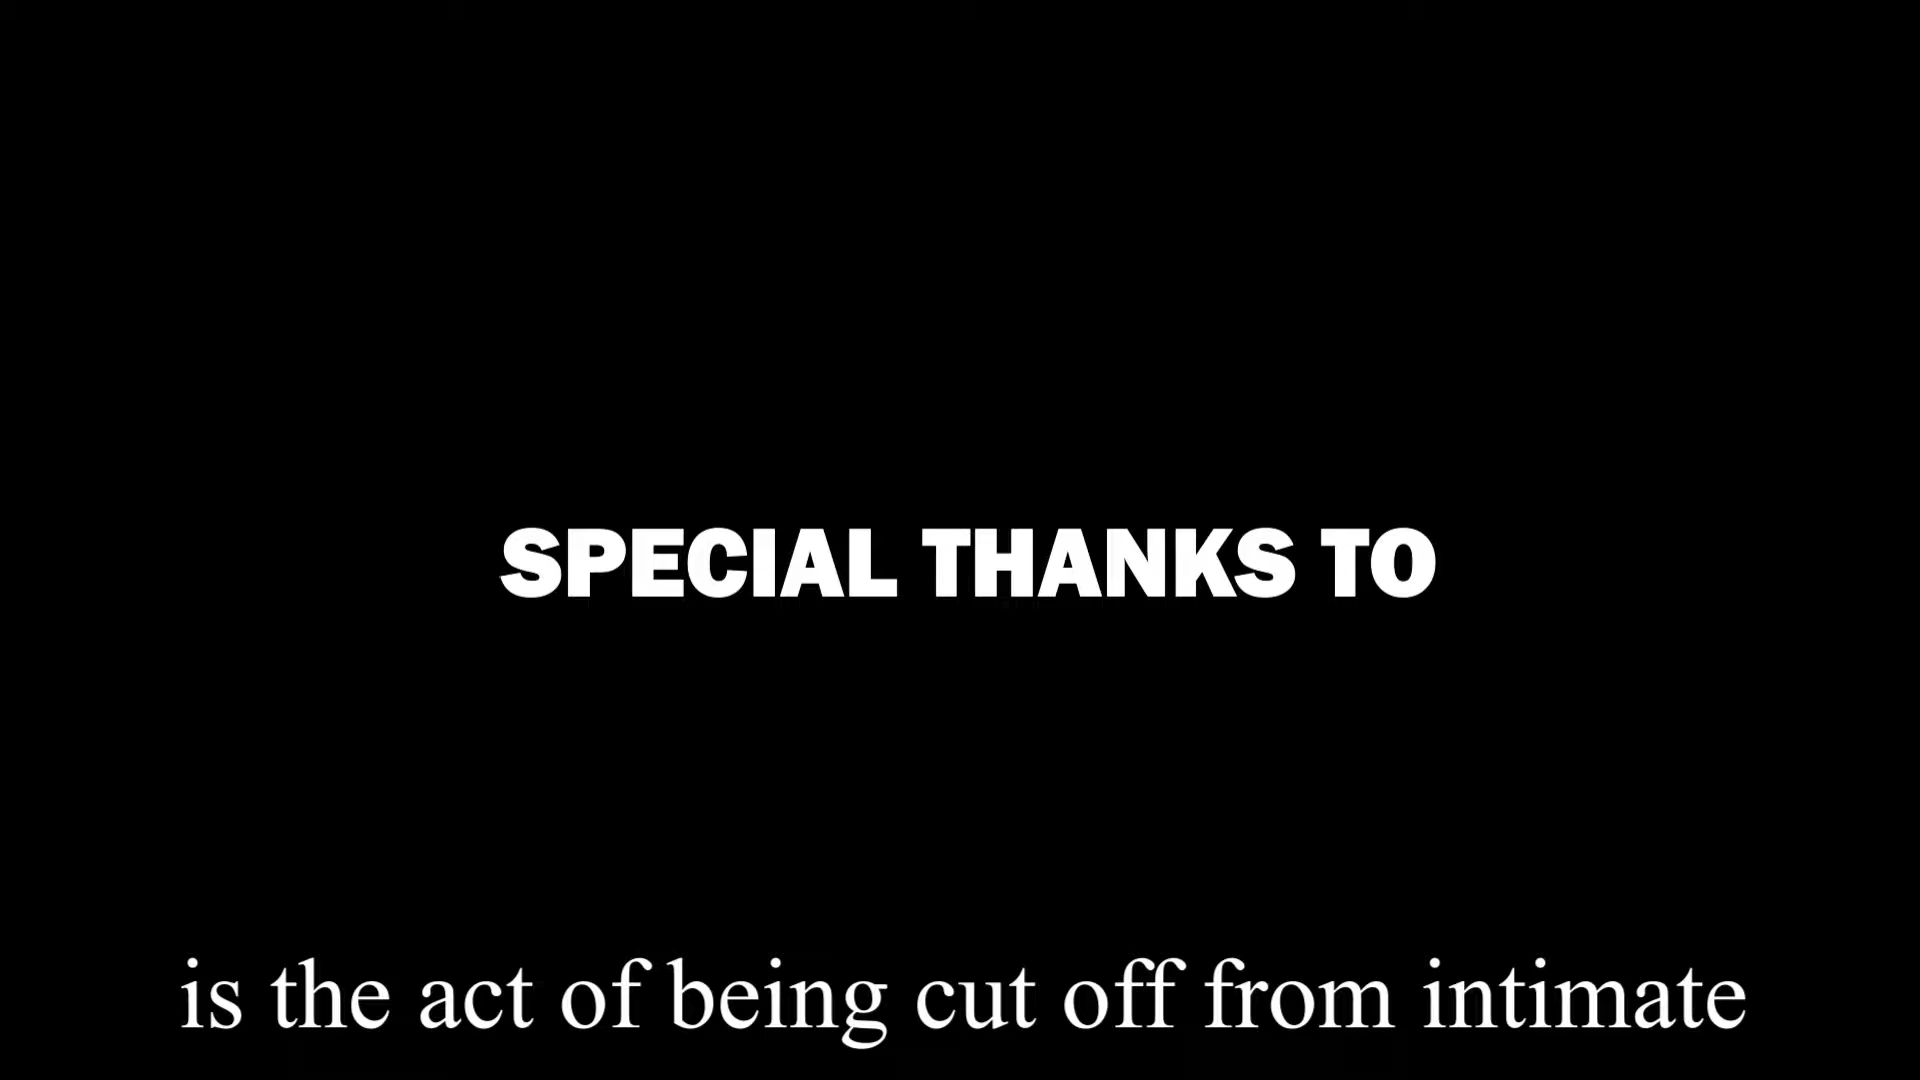 SPECIAL THANKS TO
is the act of being cut off from intimate